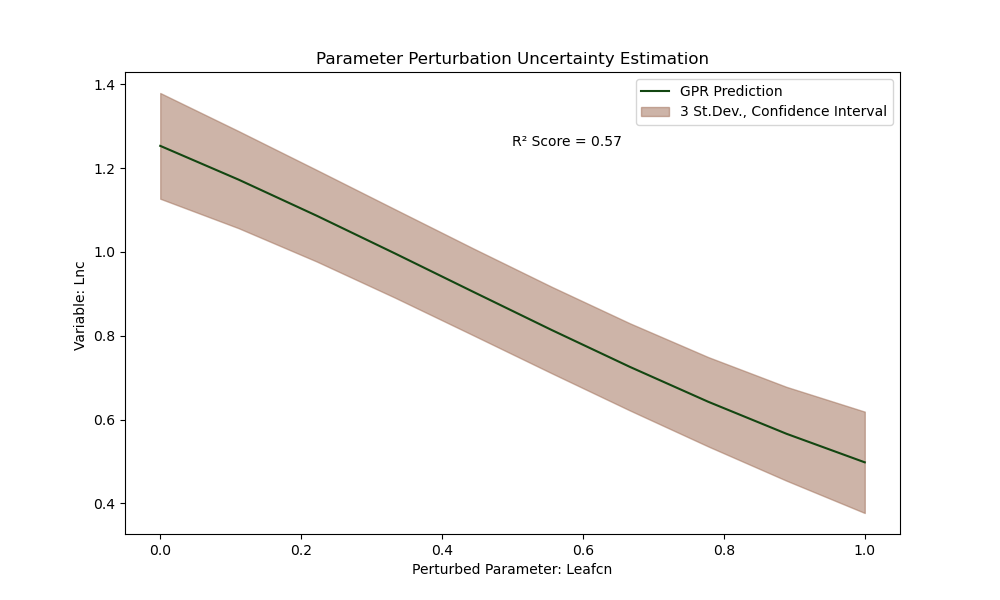 Parameter Perturbation Uncertainty Estimation
GPR Prediction
3 St.Dev., Confidence Interval
R² Score = 0.57
Variable: Lnc
1.4
1.2
1.0
0.8
0.6
0.4
0.0 0.2 0.4 0.6 0.8 1.0
Perturbed Parameter: Leafcn